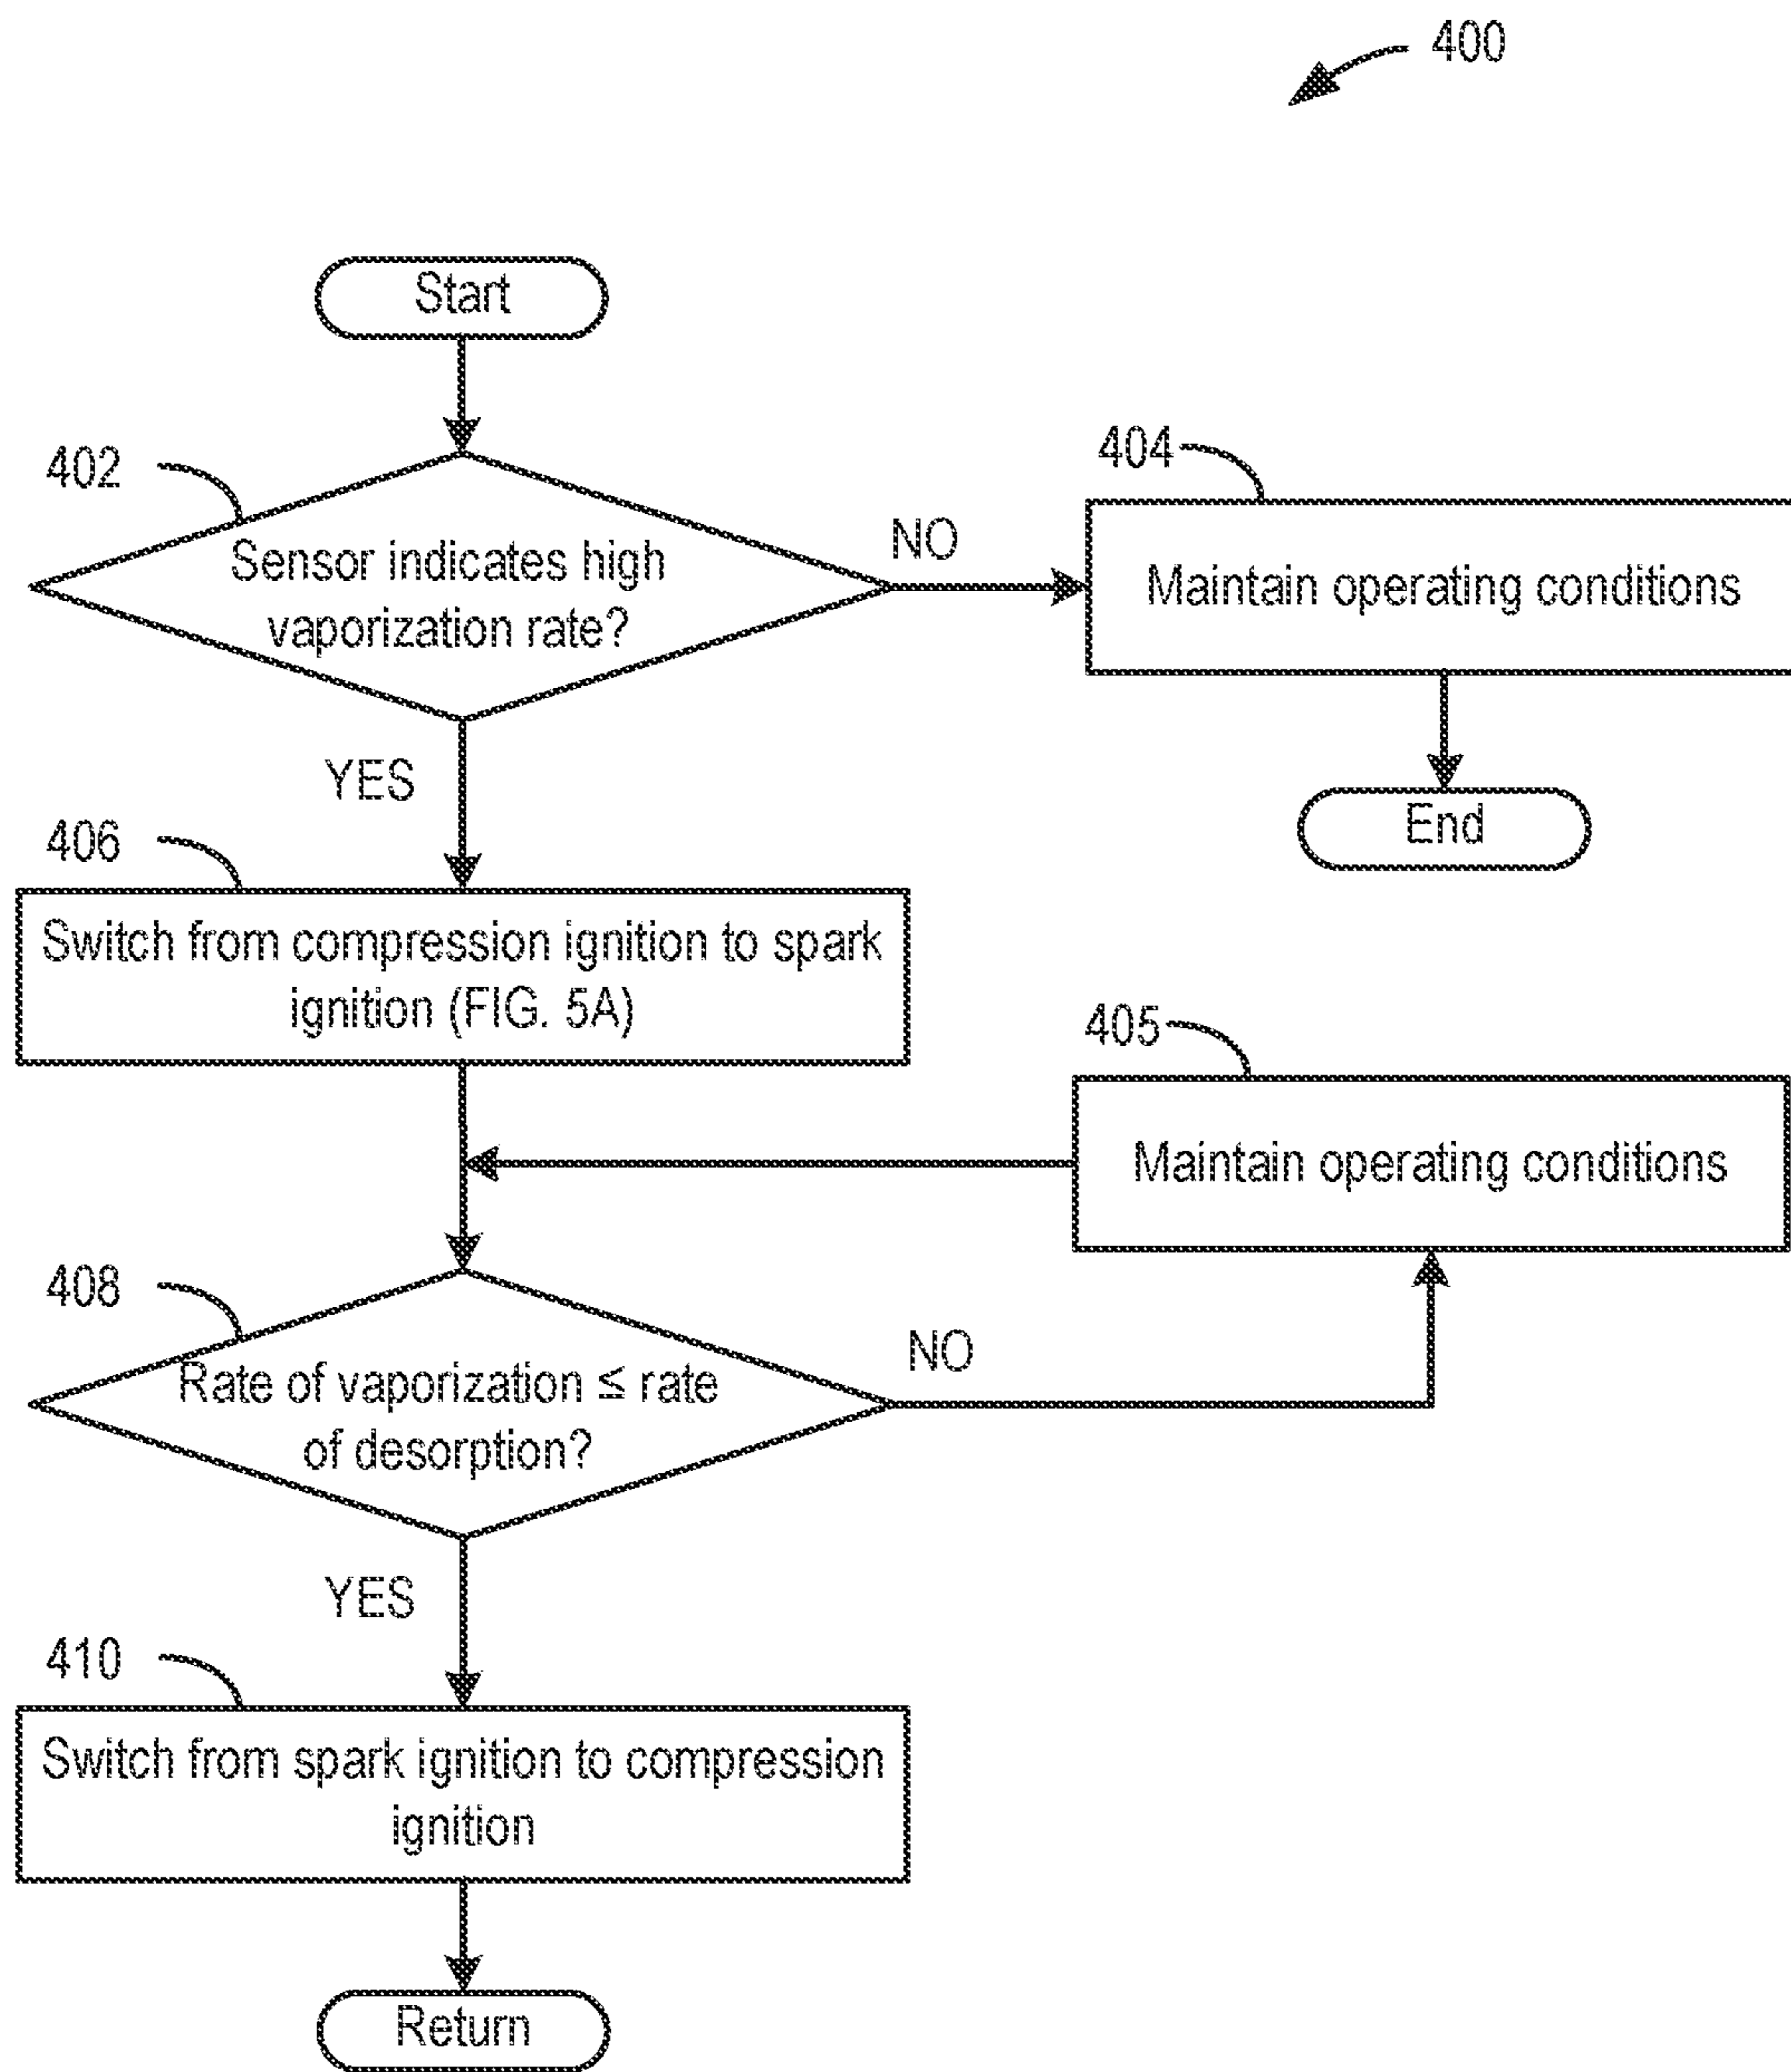 400
Start
402
Sensor indicates high
vaporization rate?
NO
404
Maintain operating conditions
End
YES
406
Switch from compression ignition to spark
ignition (FIG. 5A)
405
Maintain operating conditions
408
Rate of vaporization ≤ rate
of desorption?
NO
YES
410
Switch from spark ignition to compression
ignition
Return